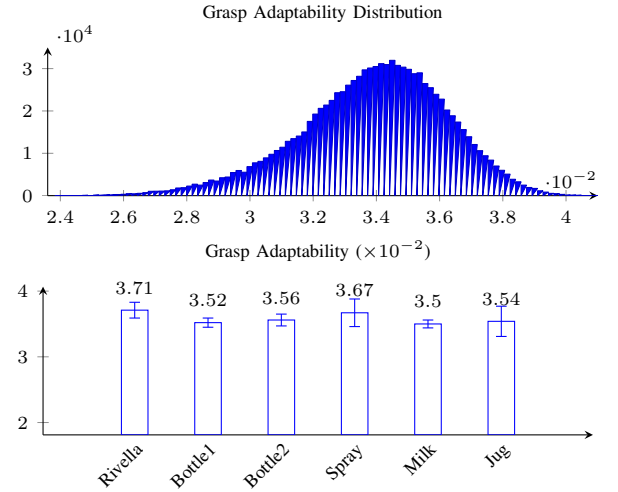 Grasp Adaptability Distribution
·10⁴
3
2
1
0
·10⁻²
2.4 2.6 2.8 3 3.2 3.4 3.6 3.8 4
Grasp Adaptability (×10⁻²)
4
3
2
3.71 3.52 3.56 3.67 3.5 3.54
Rivella Bottle1 Bottle2 Spray Milk Jug